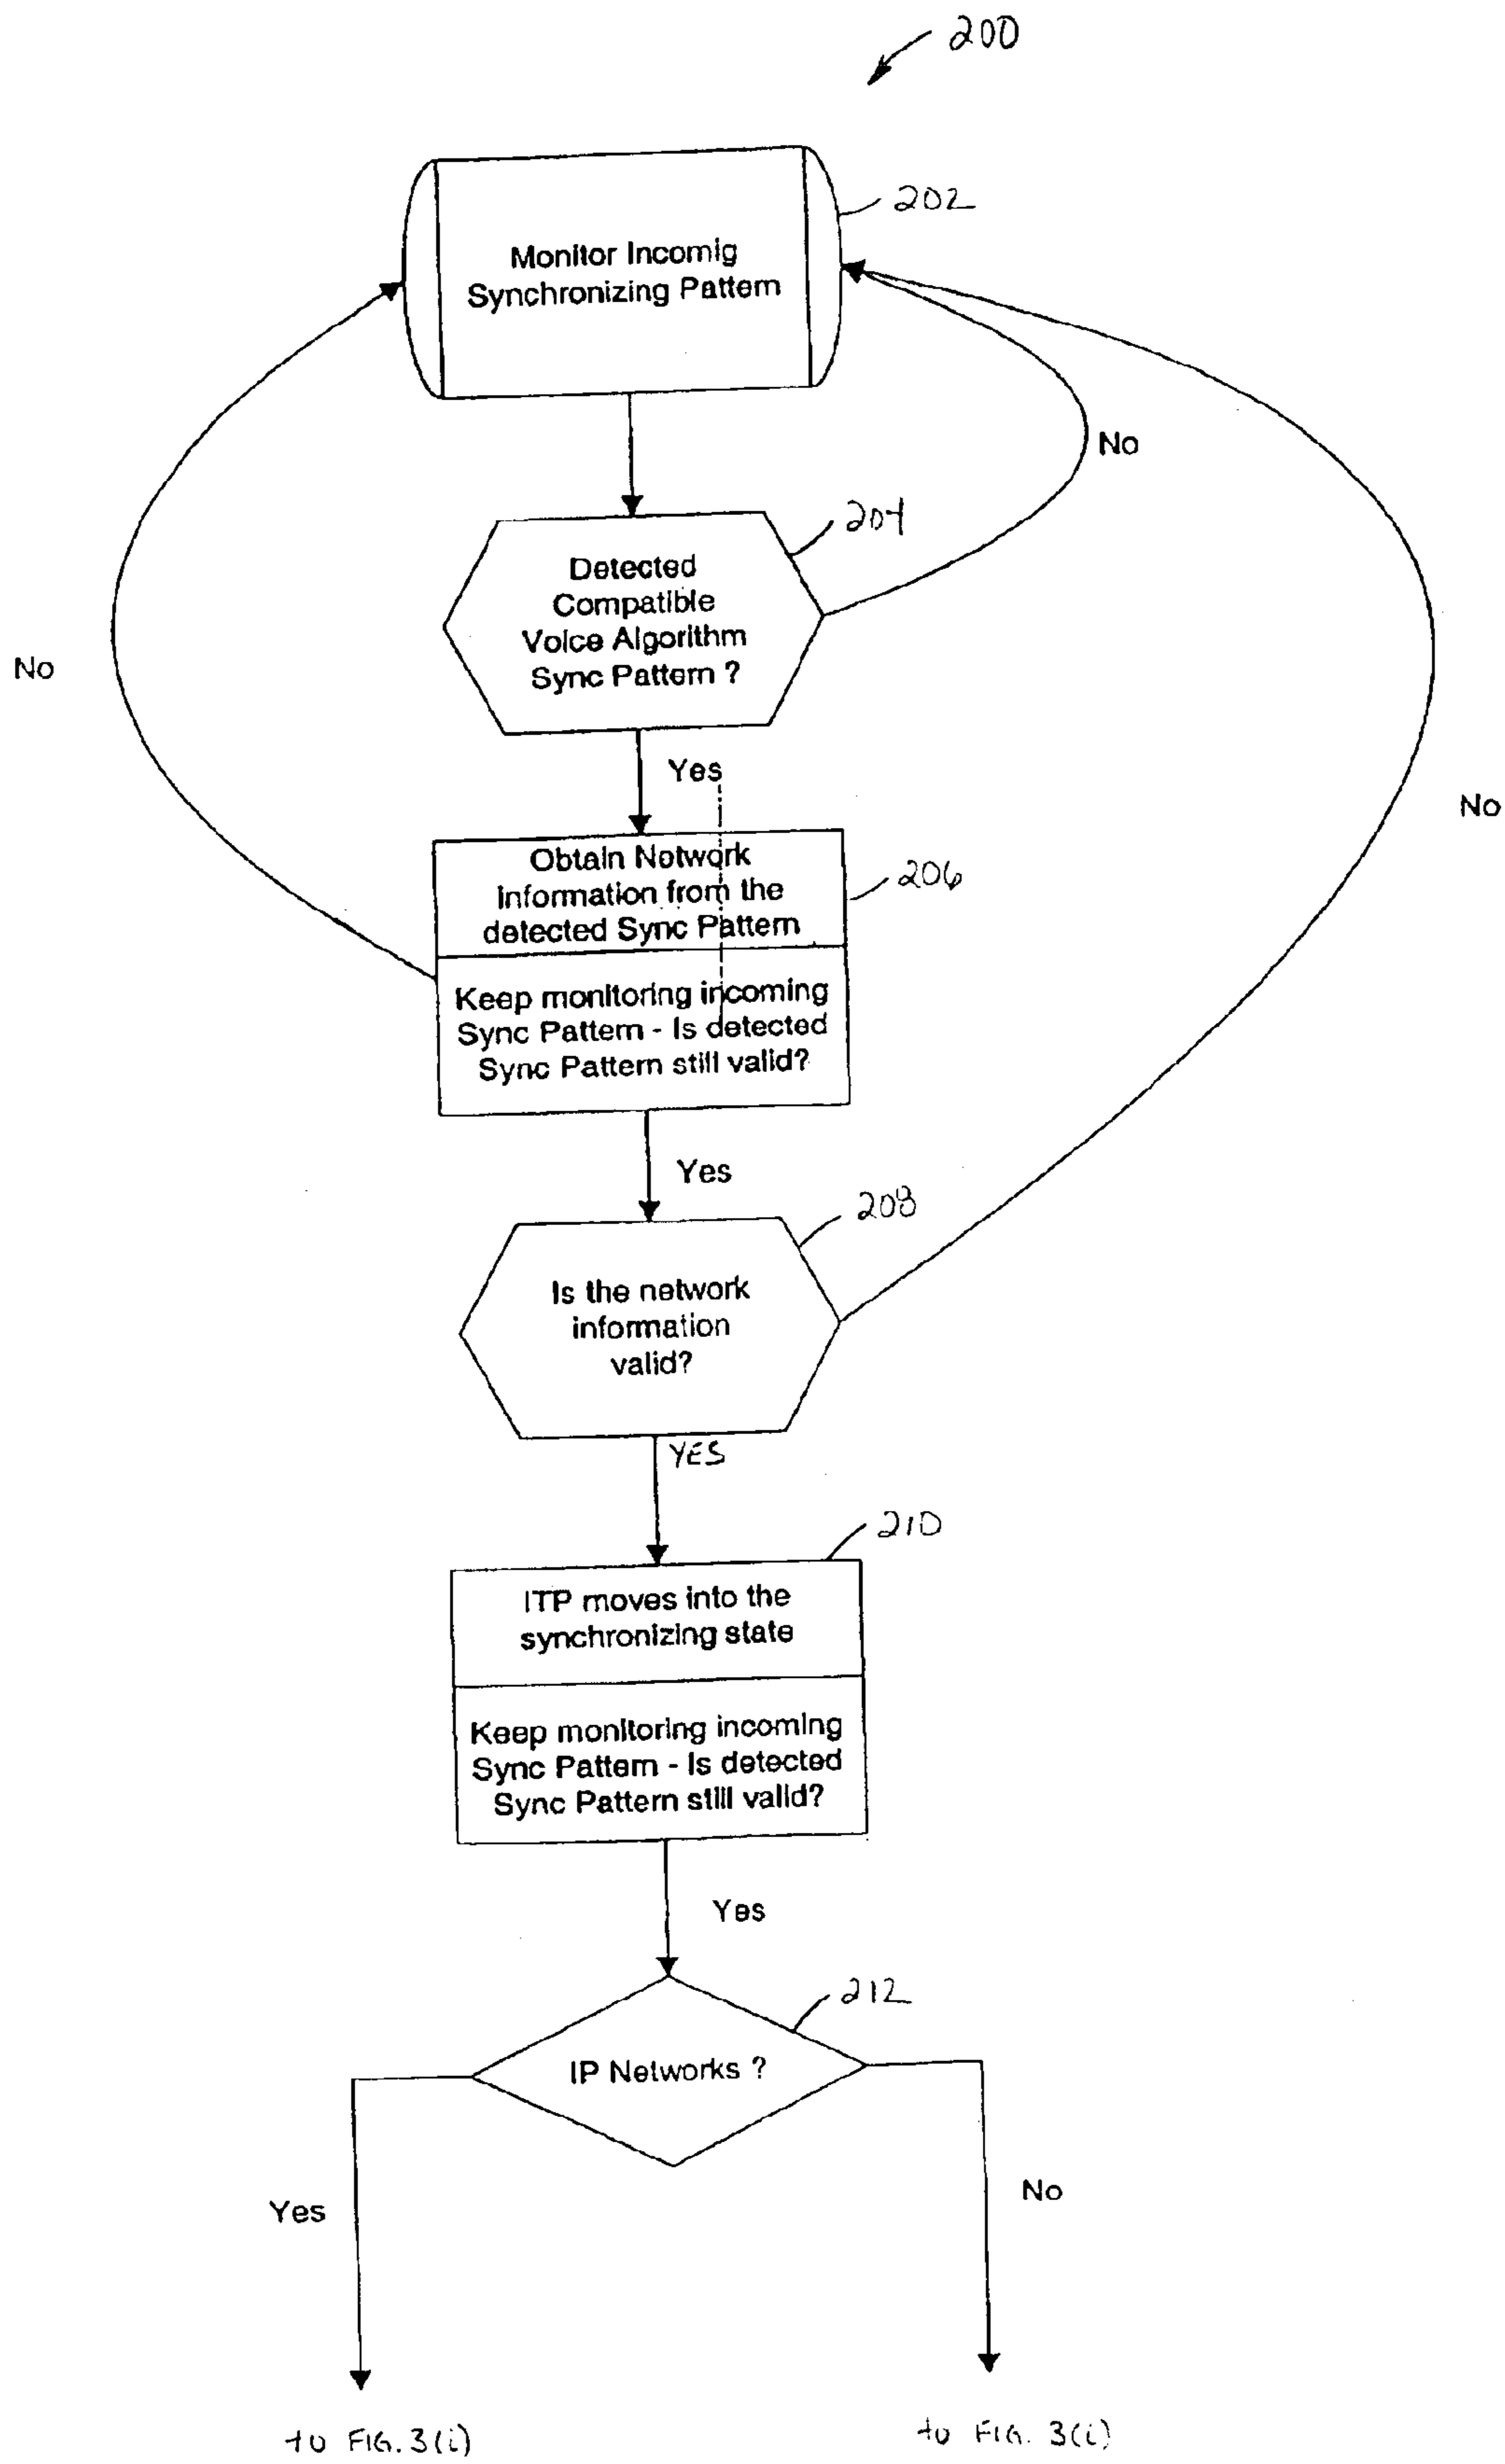 200
202
Monitor Incomig
Synchronizing Pattern
No
204
Detected
Compatible
Voice Algorithm
Sync Pattern ?
No
Yes
No
Obtain Network
Information from the
detected Sync Pattern
206
Keep monitoring incoming
Sync Pattern - Is detected
Sync Pattern still valid?
Yes
208
Is the network
information
valid?
YES
210
ITP moves into the
synchronizing state
Keep monitoring incoming
Sync Pattern - Is detected
Sync Pattern still valid?
Yes
212
IP Networks ?
Yes
No
to FIG. 3(i)
to FIG. 3(i)